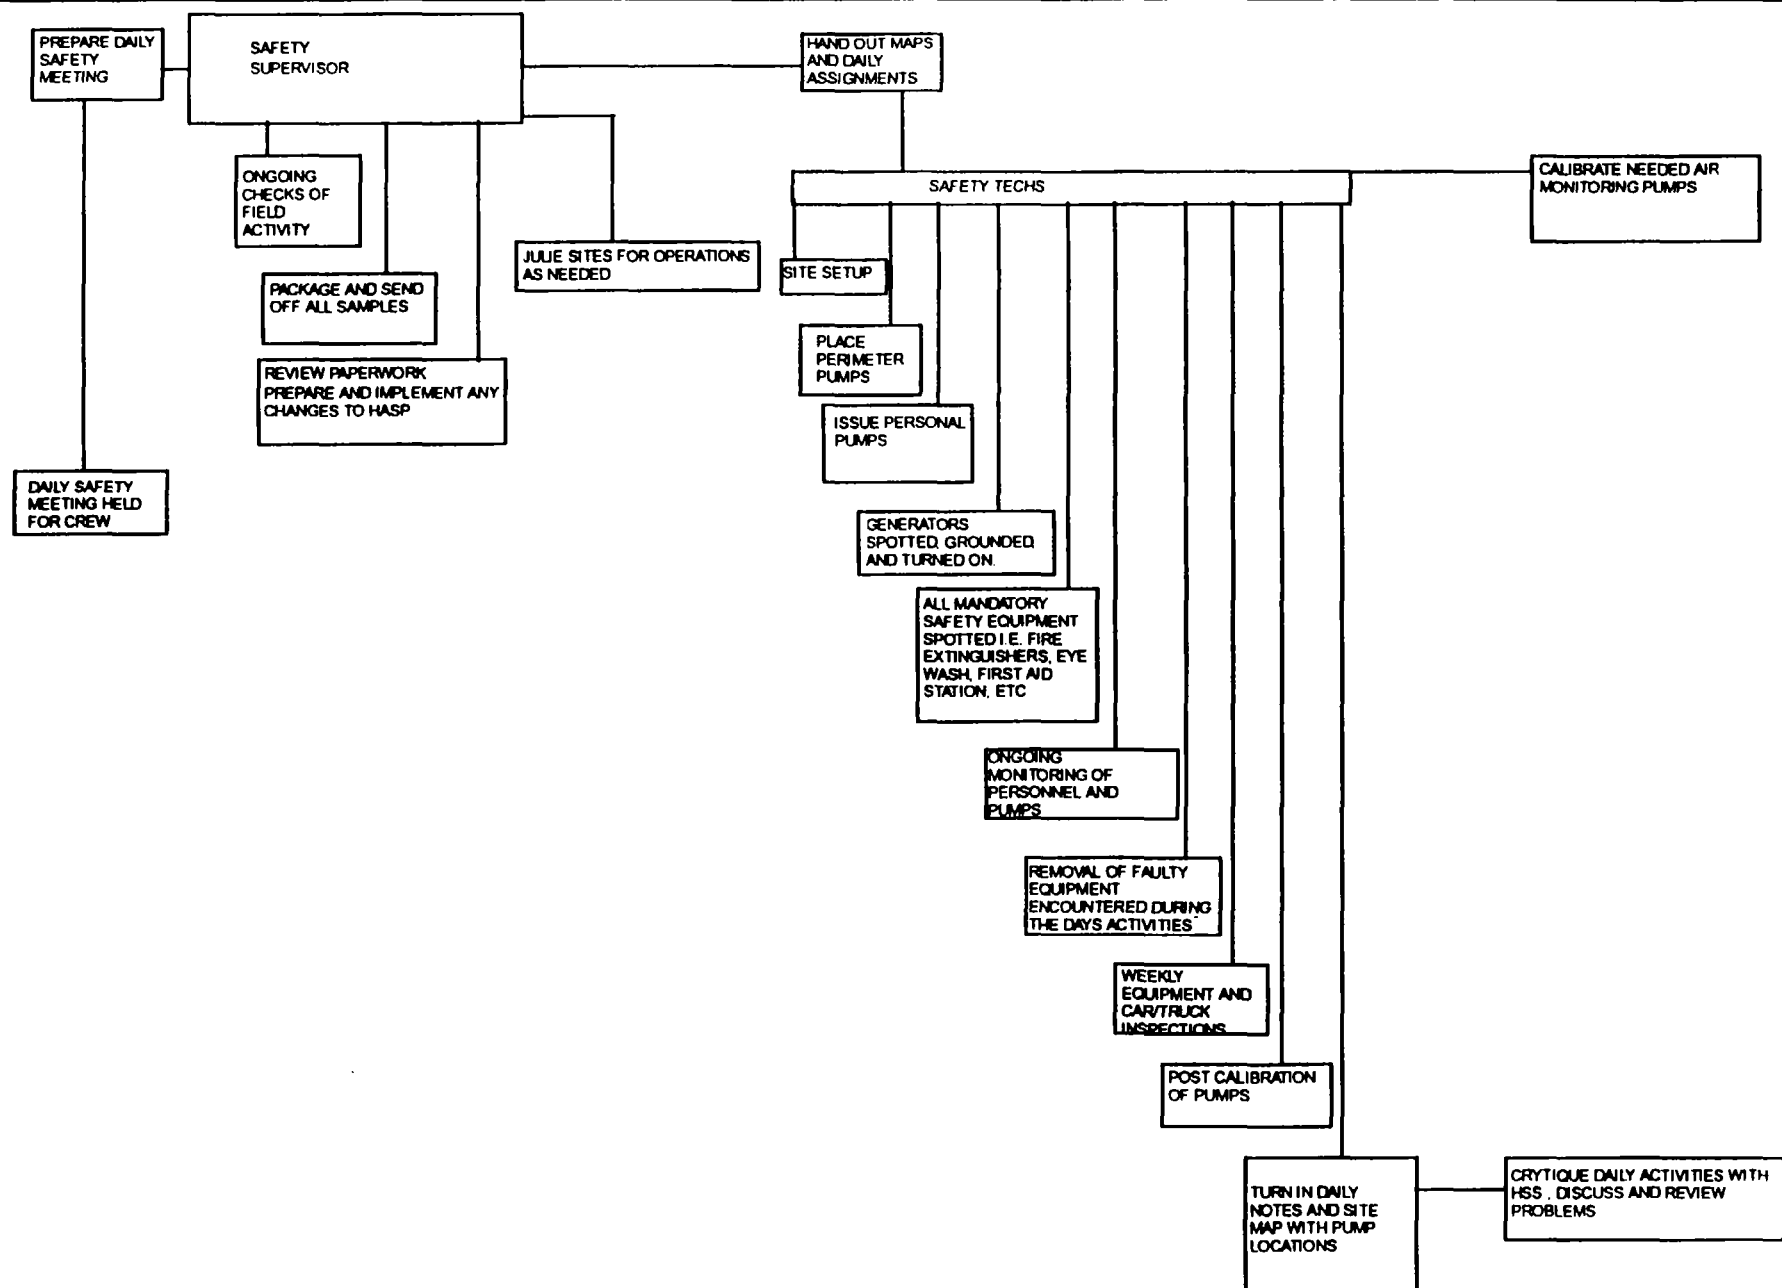 PREPARE DAILY
SAFETY
MEETING
SAFETY
SUPERVISOR
HAND OUT MAPS
AND DAILY
ASSIGNMENTS
ONGOING
CHECKS OF
FIELD
ACTIVITY
SAFETY TECHS
CALIBRATE NEEDED AIR
MONITORING PUMPS
JULIE SITES FOR OPERATIONS
AS NEEDED
SITE SETUP
PACKAGE AND SEND
OFF ALL SAMPLES
PLACE
PERIMETER
PUMPS
REVIEW PAPERWORK
PREPARE AND IMPLEMENT ANY
CHANGES TO HASP
ISSUE PERSONAL
PUMPS
DAILY SAFETY
MEETING HELD
FOR CREW
GENERATORS
SPOTTED, GROUNDED,
AND TURNED ON.
ALL MANDATORY
SAFETY EQUIPMENT
SPOTTED I.E. FIRE
EXTINGUISHERS, EYE
WASH, FIRST AID
STATION, ETC
ONGOING
MONITORING OF
PERSONNEL AND
PUMPS
REMOVAL OF FAULTY
EQUIPMENT
ENCOUNTERED DURING
THE DAYS ACTIVITIES
WEEKLY
EQUIPMENT AND
CAR/TRUCK
INSPECTIONS
POST CALIBRATION
OF PUMPS
TURN IN DAILY
NOTES AND SITE
MAP WITH PUMP
LOCATIONS
CRYTIQUE DAILY ACTIVITIES WITH
HSS , DISCUSS AND REVIEW
PROBLEMS